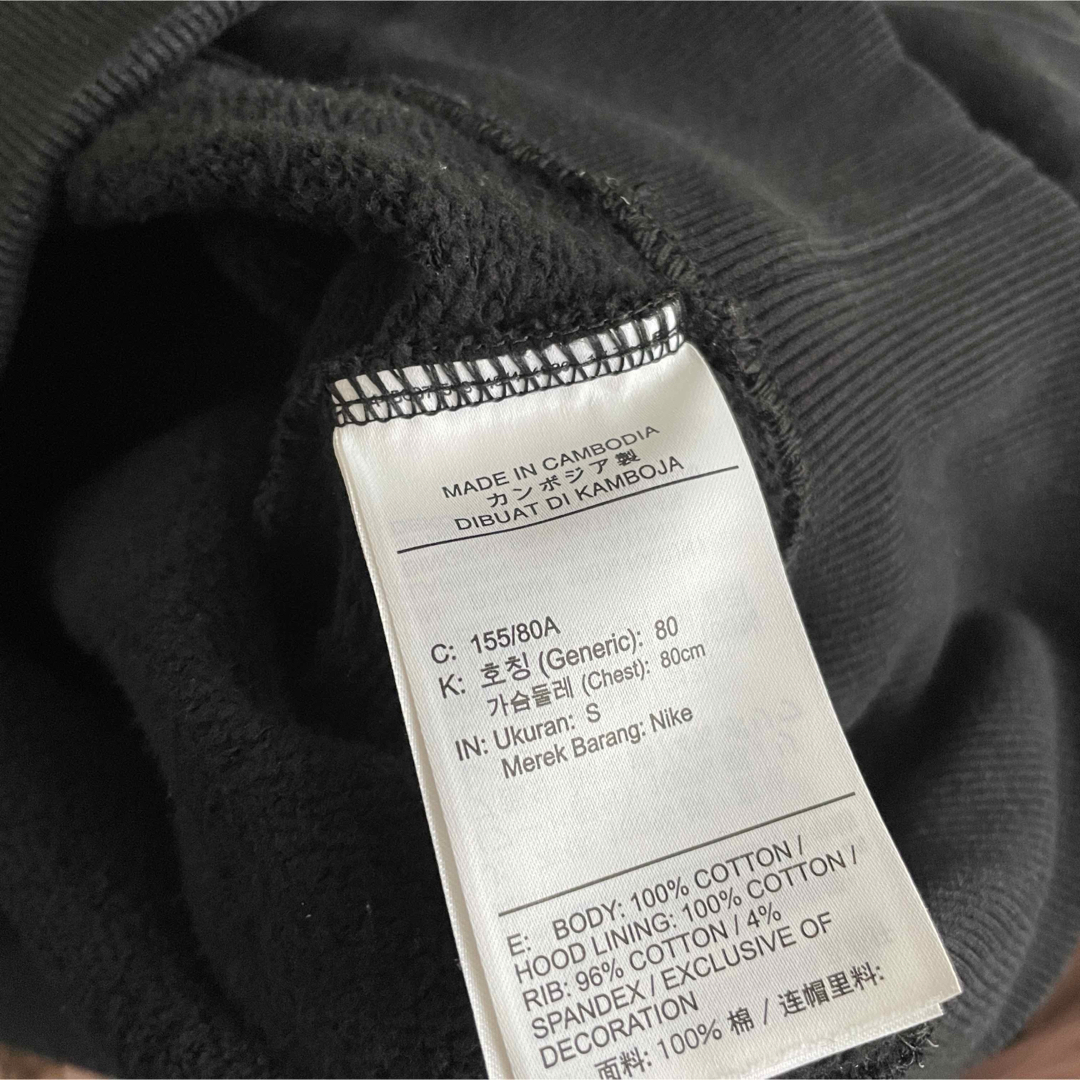 MADE IN CAMBODIA
カンボジア製
DIBUAT DI KAMBOJA
C: 155/80A
K: 호칭 (Generic): 80
가슴둘레 (Chest): 80cm
IN: Ukuran: S
Merek Barang: Nike
E: BODY: 100% COTTON /
HOOD LINING: 100% COTTON /
RIB: 96% COTTON / 4%
SPANDEX / EXCLUSIVE OF
DECORATION
面料: 100% 棉 / 连帽里料: